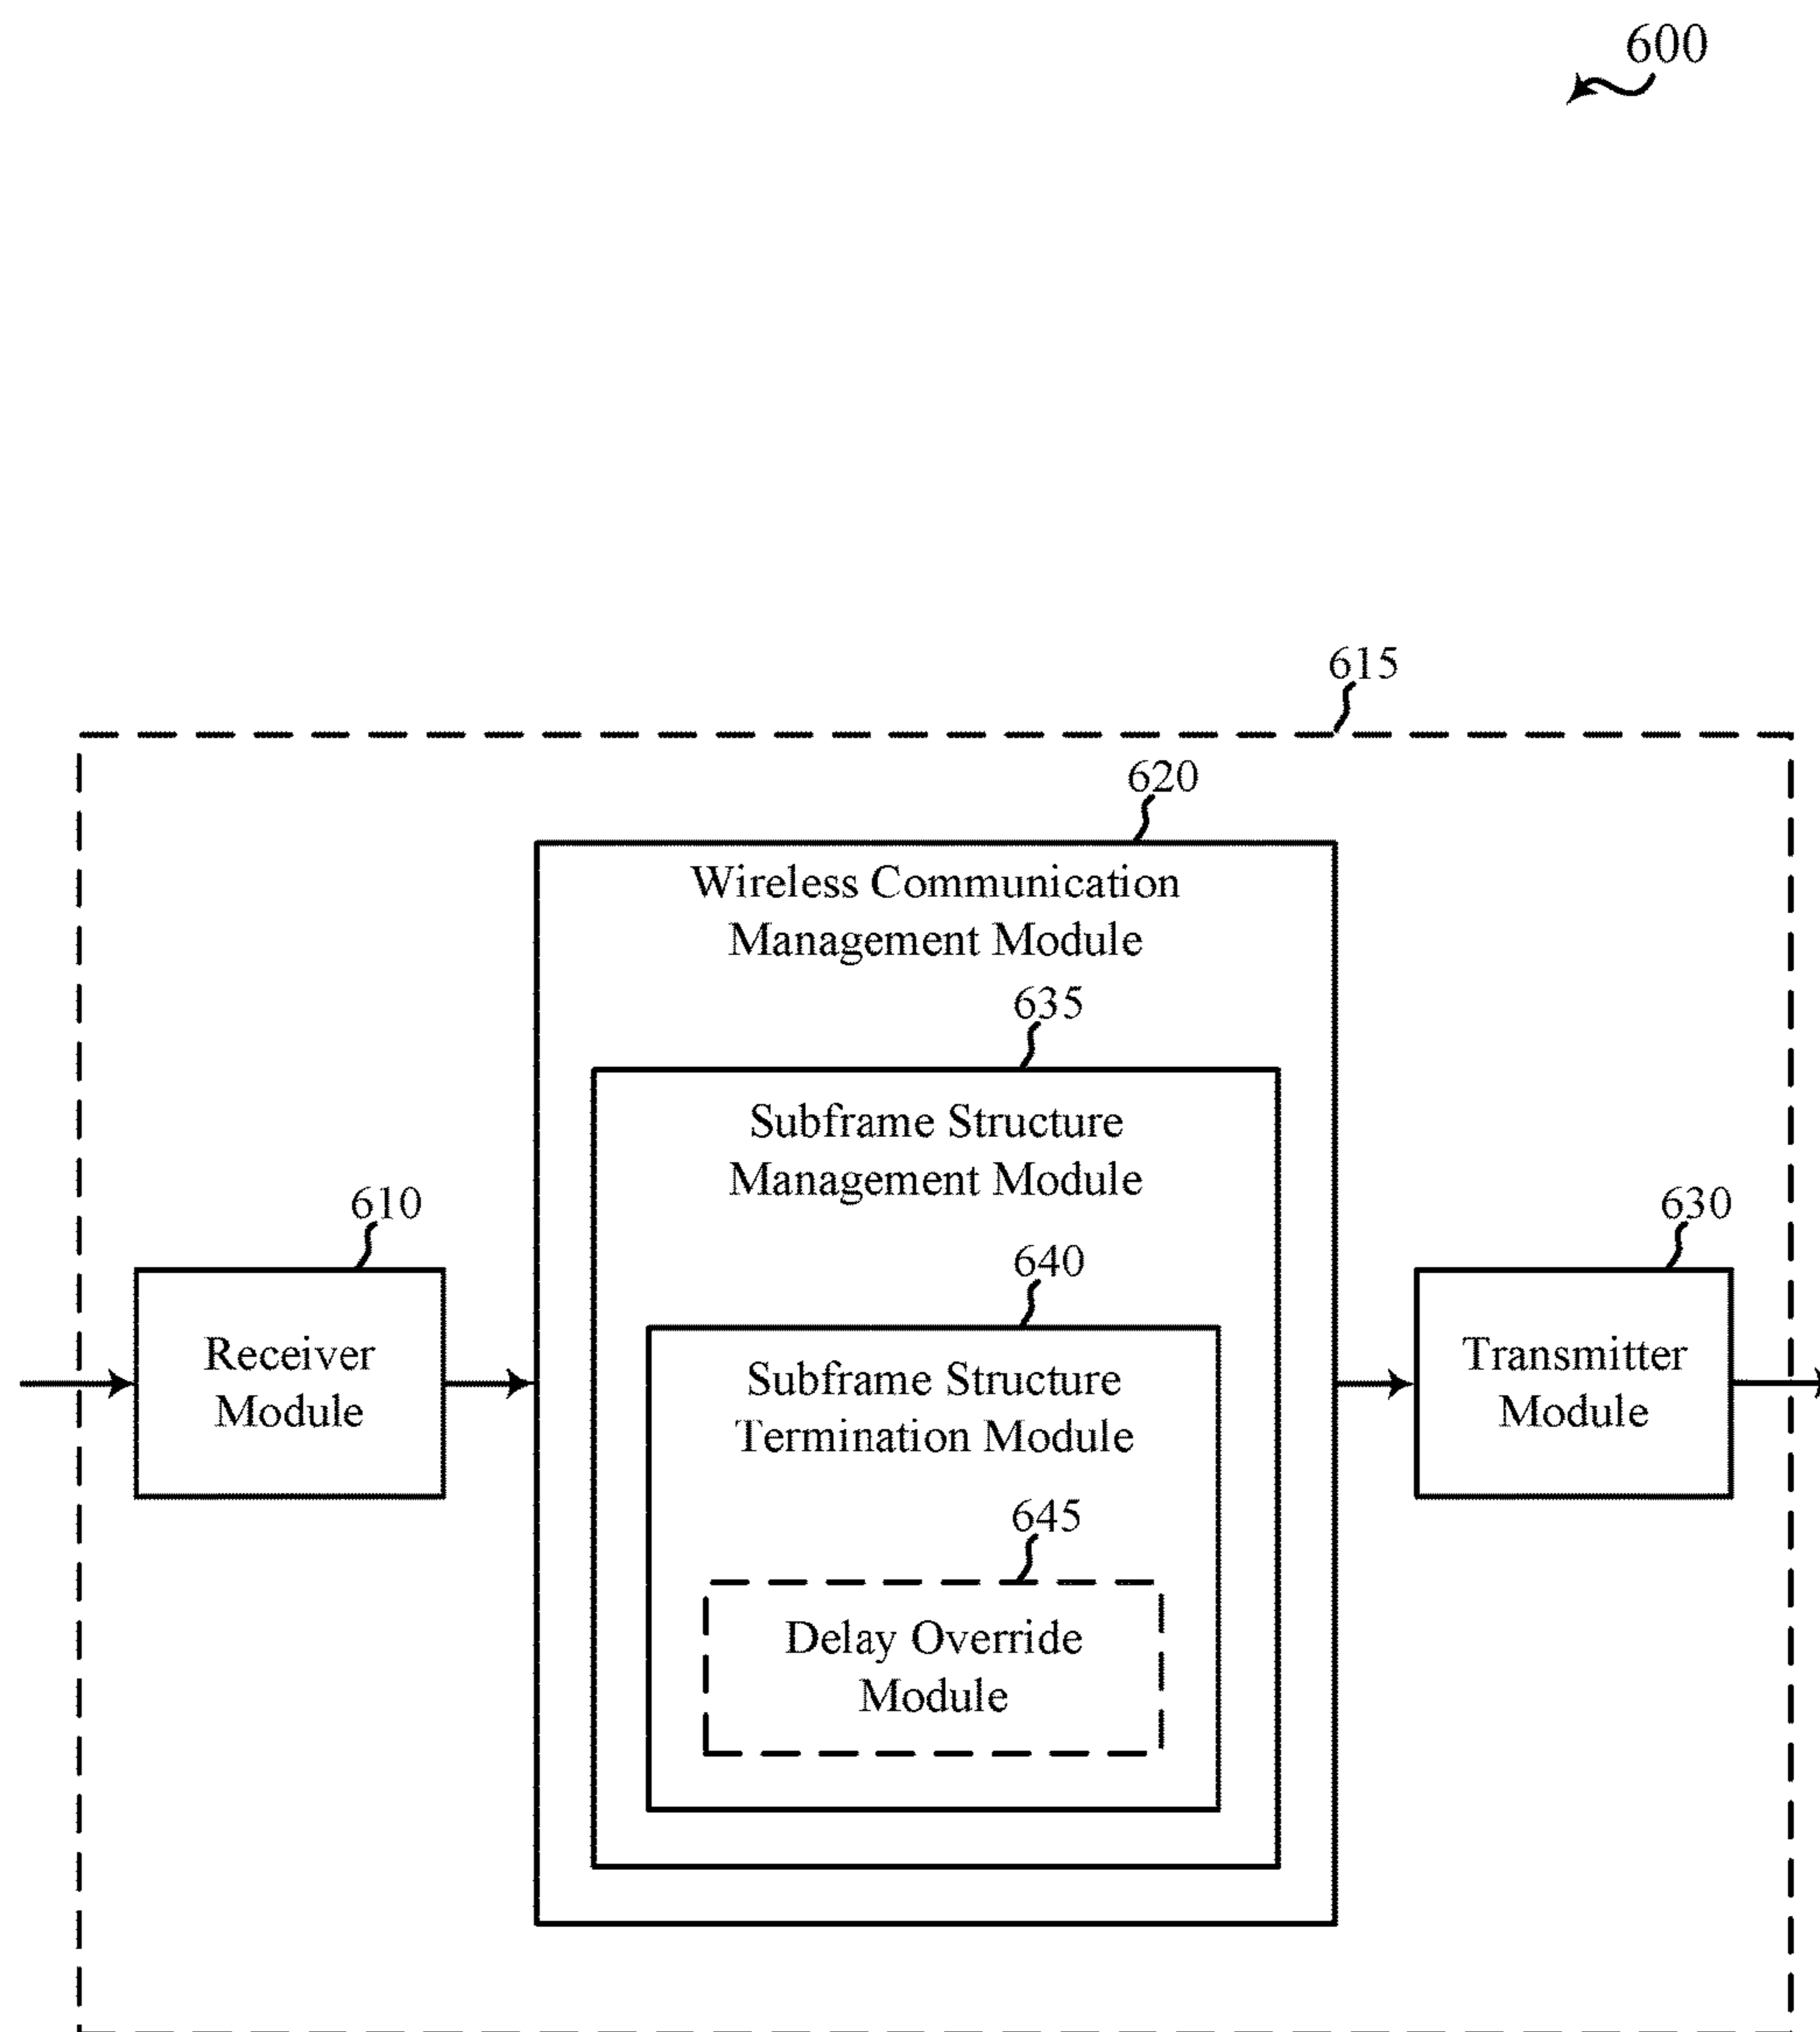 600
615
620
Wireless Communication
Management Module
635
Subframe Structure
Management Module
610
630
640
Receiver
Module
Subframe Structure
Termination Module
Transmitter
Module
645
Delay Override
Module